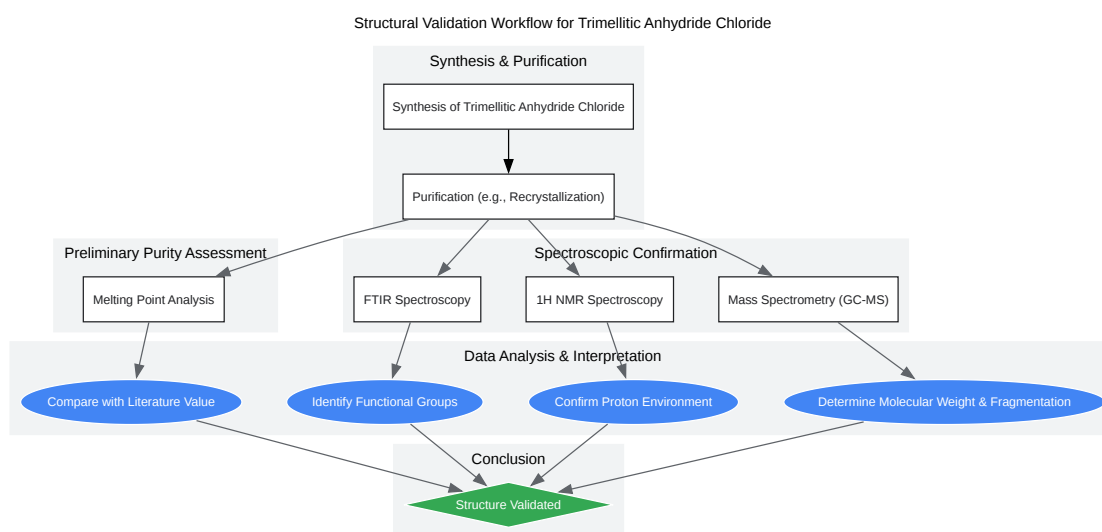 Structural Validation Workflow for Trimellitic Anhydride Chloride
Synthesis & Purification
Synthesis of Trimellitic Anhydride Chloride
Purification (e.g., Recrystallization)
Preliminary Purity Assessment
Spectroscopic Confirmation
Melting Point Analysis
FTIR Spectroscopy
1H NMR Spectroscopy
Mass Spectrometry (GC-MS)
Data Analysis & Interpretation
Compare with Literature Value
Identify Functional Groups
Confirm Proton Environment
Determine Molecular Weight & Fragmentation
Conclusion
Structure Validated